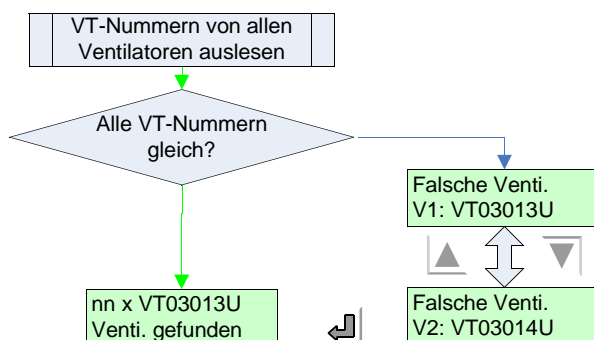 VT-Nummern von allen
Ventilatoren auslesen
Alle VT-Nummern
gleich?
Falsche Venti.
V1: VT03013U
nn x VT03013U
Venti. gefunden
Falsche Venti.
V2: VT03014U